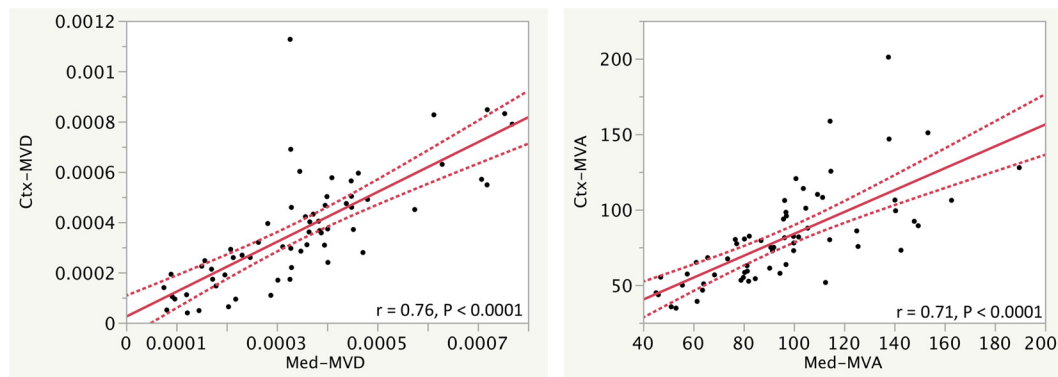 0.0012
0.001
0.0008
0.0006
0.0004
0.0002
0
Ctx-MVD
r = 0.76, P < 0.0001
0 0.0001 0.0003 0.0005 0.0007
Med-MVD
200
150
100
50
Ctx-MVA
r = 0.71, P < 0.0001
40 60 80 100 120 140 160 180 200
Med-MVA